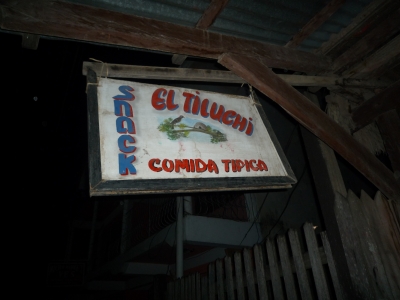 SNACK
EL TILUCHI
COMIDA TIPICA